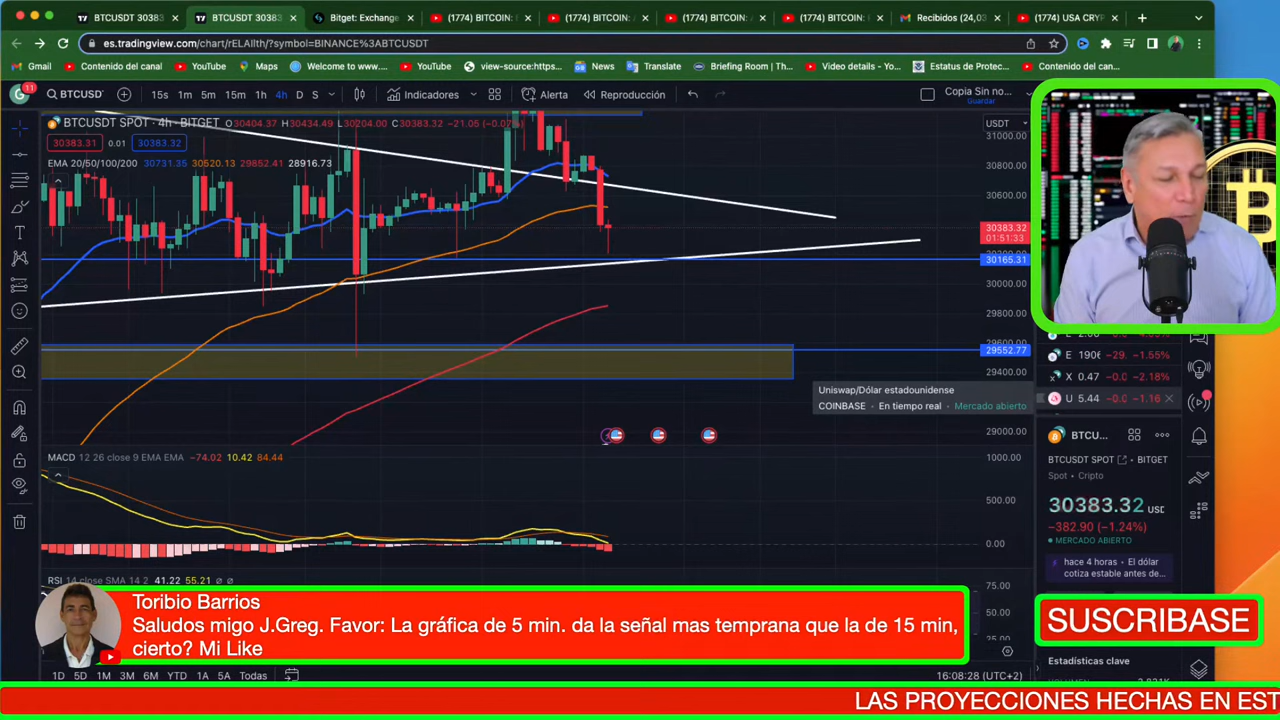 BTCUSDT 30383
BTCUSDT 30383
Bitget: Exchange
(1774) BITCOIN:
(1774) BITCOIN:
(1774) BITCOIN:
(1774) BITCOIN:
Recibidos (24,03
(1774) USA CRYP
es.tradingview.com/chart/rELAIlth/?symbol=BINANCE%3ABTCUSDT
Gmail
Contenido del canal
YouTube
Maps
Welcome to www....
YouTube
view-source:https...
News
Translate
Briefing Room | Th...
Video details - Yo...
Estatus de Protec...
Contenido del canal
11
BTCUSD
15s 1m 5m 15m 1h 4h D S
Indicadores
Alerta
Reproducción
Copia Sin no...
Guardar
BTCUSDT SPOT · 4h · BITGET
C30383.32 −21.05
USDT
30383.31 0.01 30383.32
EMA 20/50/100/200 30731.35 30520.13 29852.41 28916.73
31000.00
30800.00
30600.00
30383.32
01:51:33
30165.31
30000.00
29800.00
29552.77
29400.00
29000.00
Uniswap/Dólar estadounidense
COINBASE • En tiempo real • Mercado abierto
E 1906 −29. −1.55%
X 0.47 −0.0 −2.18%
U 5.44 −0.0 −1.16
BTCU...
BTCUSDT SPOT BITGET
Spot • Cripto
30383.32 USD
−382.90 (−1.24%)
MERCADO ABIERTO
hace 4 horas • El dólar
cotiza estable antes de...
MACD 12 26 close 9 EMA EMA −74.02 10.42 84.44
1000.00
500.00
0.00
RSI 14 close SMA 14 2 41.22 55.21
75.00
50.00
25.00
Toribio Barrios
Saludos migo J.Greg. Favor: La gráfica de 5 min. da la señal mas temprana que la de 15 min,
cierto? Mi Like
SUSCRIBASE
Estadísticas clave
1D 5D 1M 3M 6M YTD 1A 5A Todas
16:08:28 (UTC+2)
LAS PROYECCIONES HECHAS EN EST